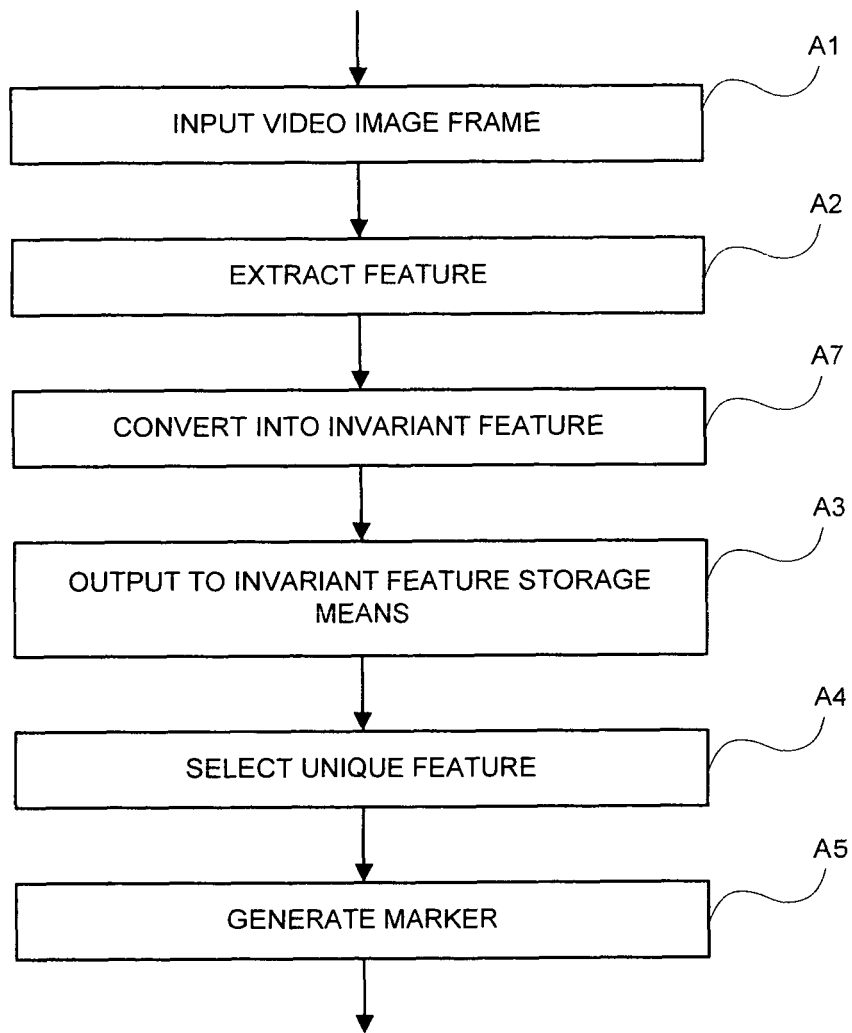 A1
INPUT VIDEO IMAGE FRAME
A2
EXTRACT FEATURE
A7
CONVERT INTO INVARIANT FEATURE
A3
OUTPUT TO INVARIANT FEATURE STORAGE
MEANS
A4
SELECT UNIQUE FEATURE
A5
GENERATE MARKER